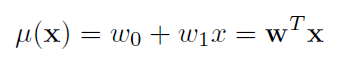 μ(𝐱) = w₀ + w₁x = 𝐰ᵀ𝐱